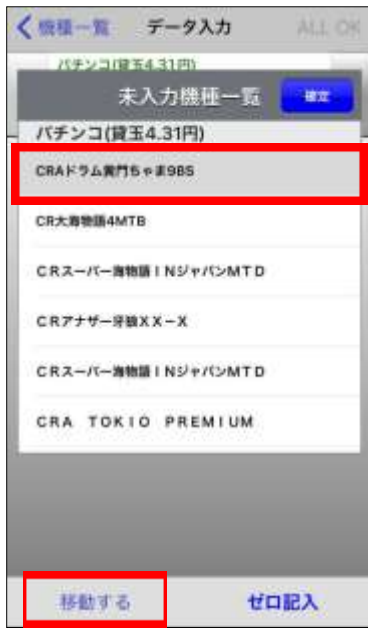 機種一覧 データ入力 ALL OK
パチンコ(貸玉4.31円)
未入力機種一覧 確定
パチンコ(貸玉4.31円)
CRAドラム黄門ちゃま9BS
CR大海物語4MTB
ＣＲスーパー海物語ＩＮジャパンＭＴＤ
ＣＲアナザー牙狼ＸＸ－Ｘ
ＣＲスーパー海物語ＩＮジャパンＭＴＤ
ＣＲＡ　ＴＯＫＩＯ　ＰＲＥＭＩＵＭ
移動する ゼロ記入